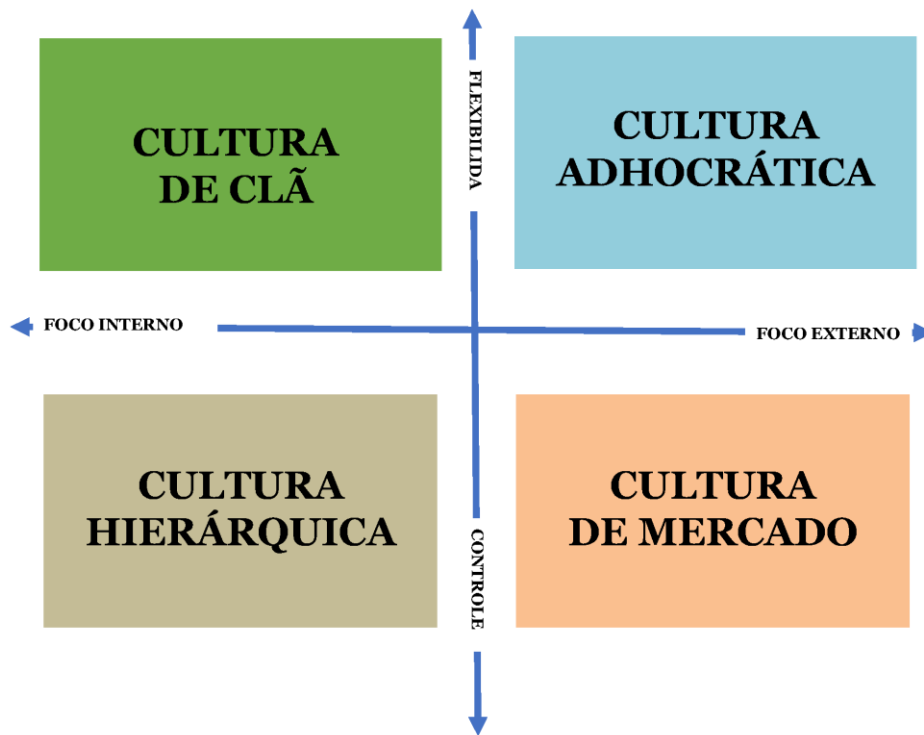 CULTURA
DE CLÃ
FLEXIBILIDA
CULTURA
ADHOCRÁTICA
FOCO INTERNO
FOCO EXTERNO
CULTURA
HIERÁRQUICA
CONTROLE
CULTURA
DE MERCADO